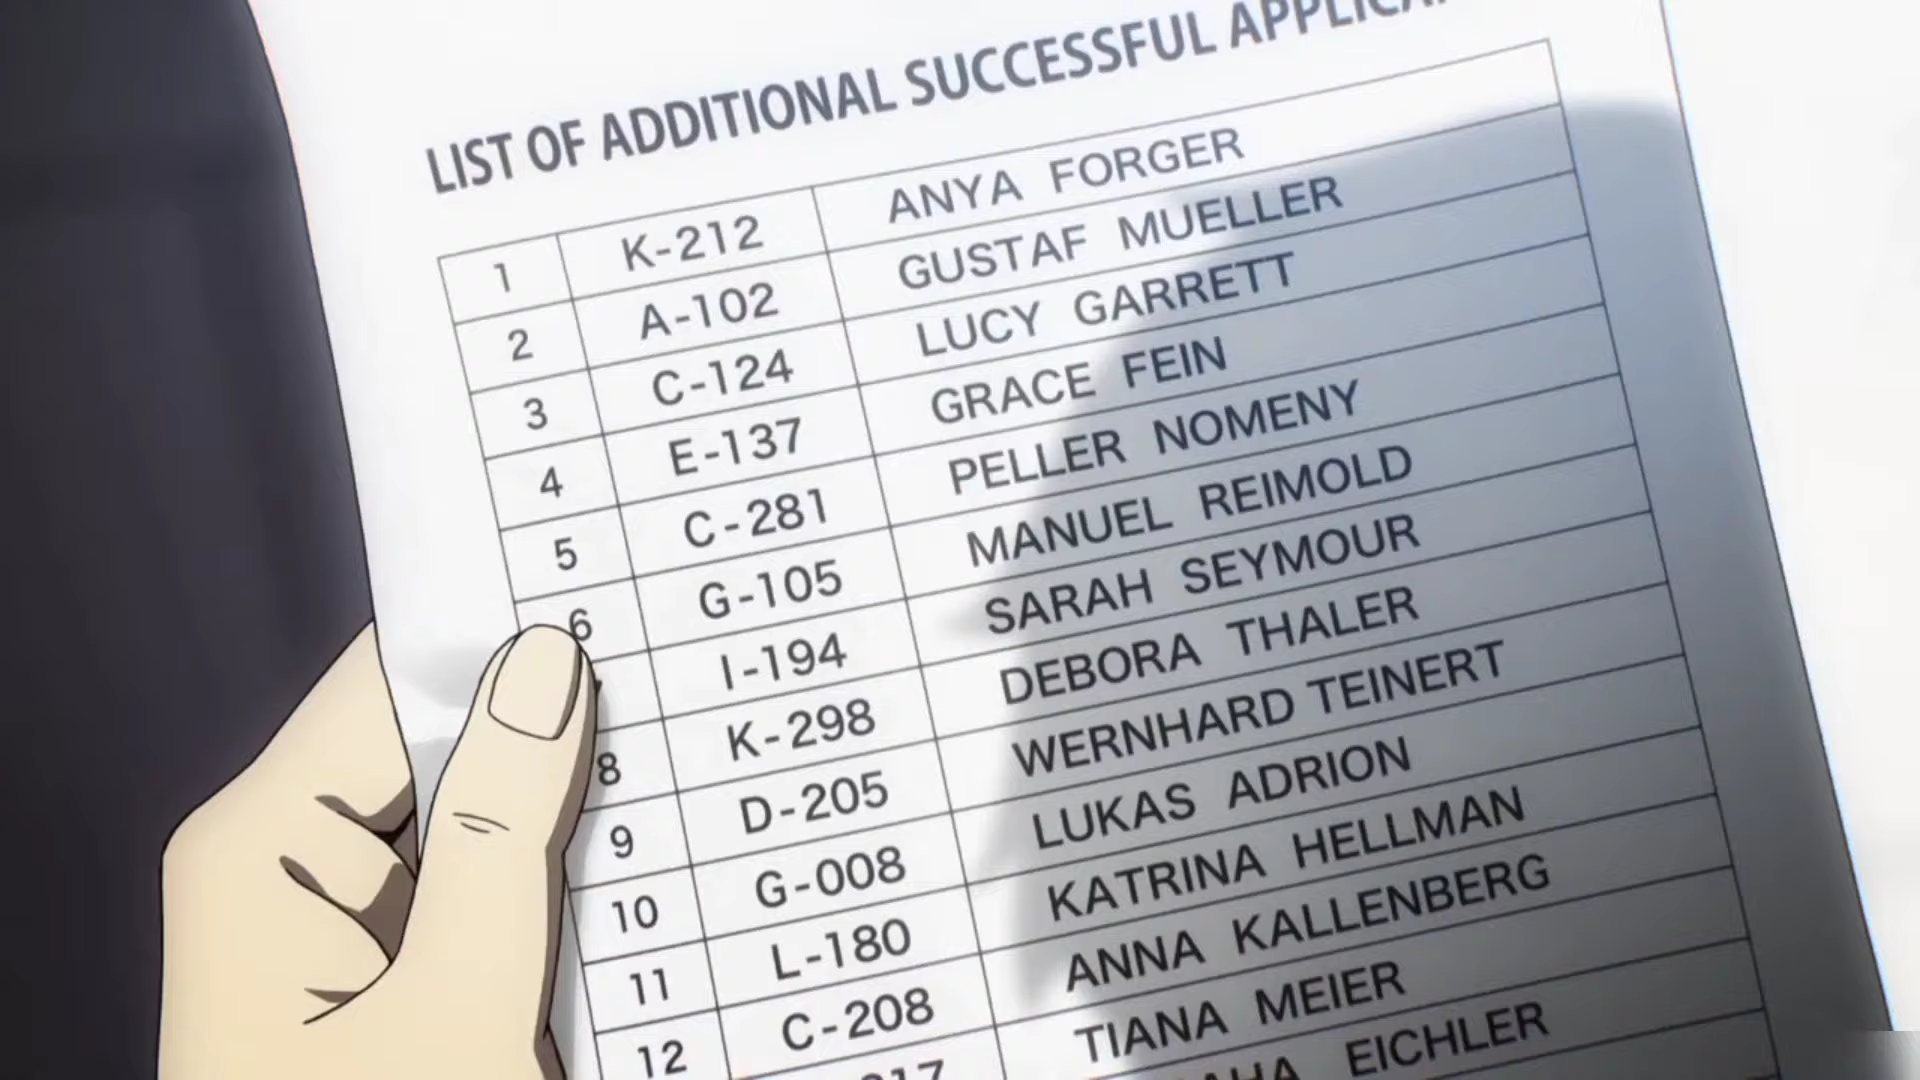 LIST OF ADDITIONAL SUCCESSFUL
1 K-212 ANYA FORGER
2 A-102 GUSTAF MUELLER
3 C-124 LUCY GARRETT
4 E-137 GRACE FEIN
5 C-281 PELLER NOMENY
6 G-105 MANUEL REIMOLD
I-194 SARAH SEYMOUR
8 K-298 DEBORA THALER
9 D-205 WERNHARD TEINERT
10 G-008 LUKAS ADRION
11 L-180 KATRINA HELLMAN
12 C-208 ANNA KALLENBERG
TIANA MEIER
EICHLER